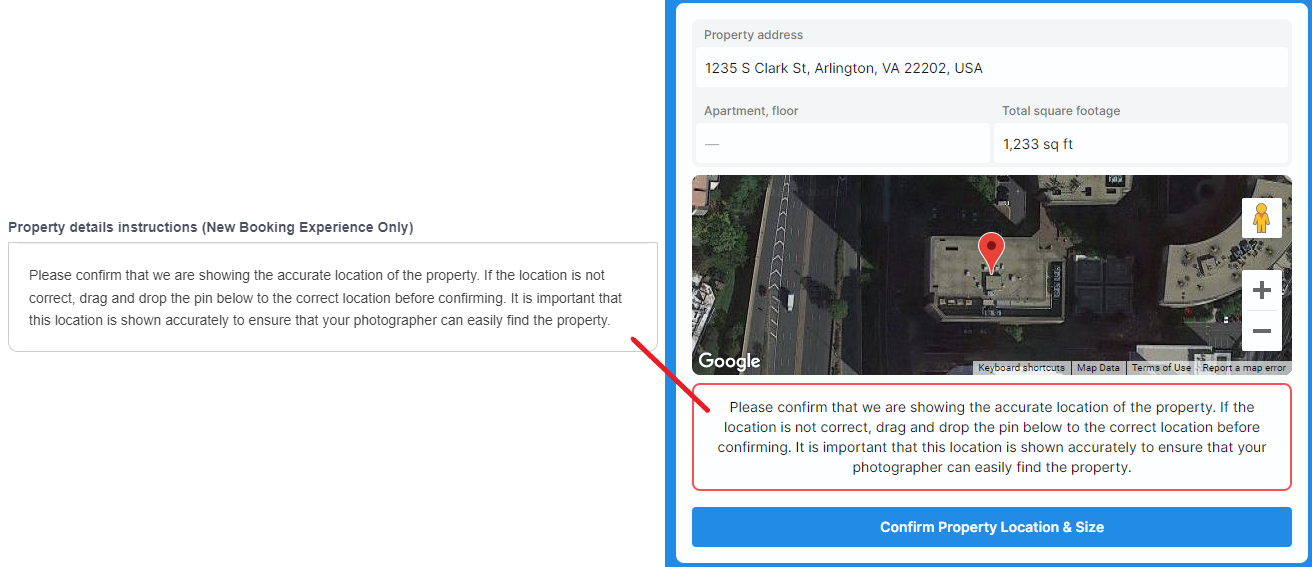 Property details instructions (New Booking Experience Only)
Please confirm that we are showing the accurate location of the property. If the location is not
correct, drag and drop the pin below to the correct location before confirming. It is important that
this location is shown accurately to ensure that your photographer can easily find the property.
Property address
1235 S Clark St, Arlington, VA 22202, USA
Apartment, floor
Total square footage
—
1,233 sq ft
Google
Keyboard shortcuts
Map Data
Terms of Use
Report a map error
Please confirm that we are showing the accurate location of the property. If the
location is not correct, drag and drop the pin below to the correct location before
confirming. It is important that this location is shown accurately to ensure that your
photographer can easily find the property.
Confirm Property Location & Size